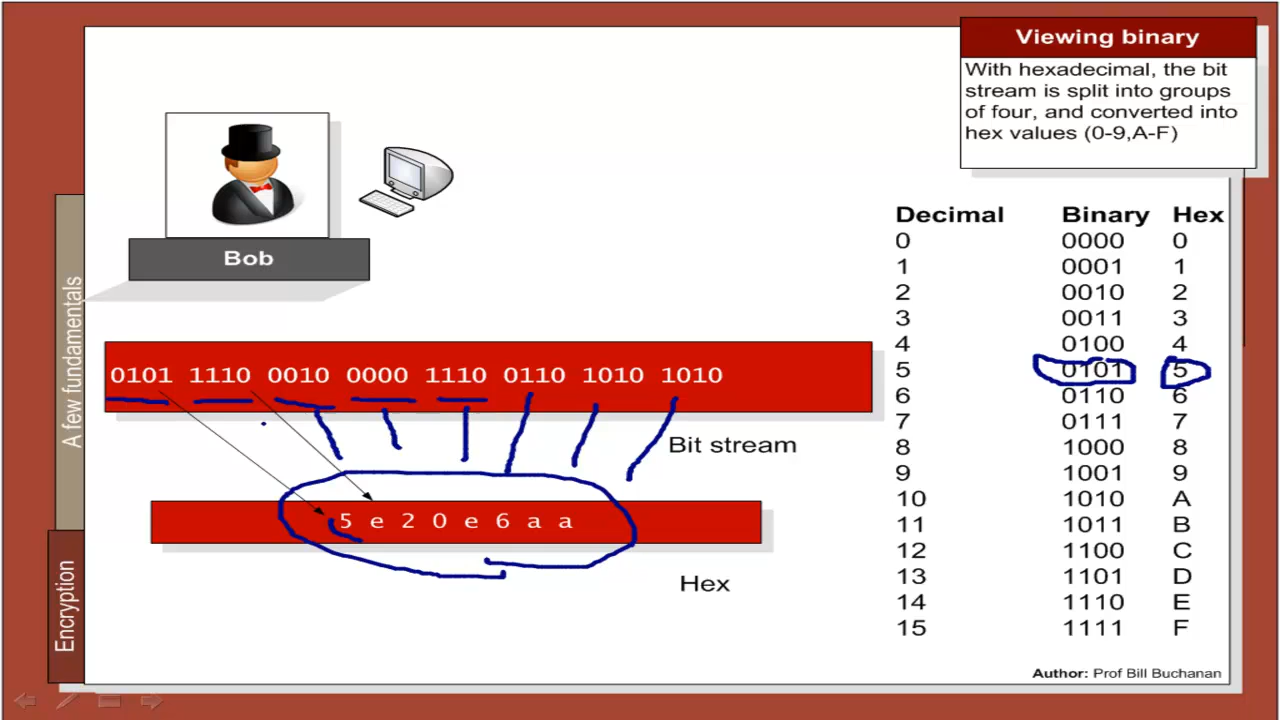 Viewing binary
With hexadecimal, the bit
stream is split into groups
of four, and converted into
hex values (0-9,A-F)
Bob
A few fundamentals
Encryption
0101 1110 0010 0000 1110 0110 1010 1010
Bit stream
5 e 2 0 e 6 a a
Hex
Decimal Binary Hex
0 0000 0
1 0001 1
2 0010 2
3 0011 3
4 0100 4
5 0101 5
6 0110 6
7 0111 7
8 1000 8
9 1001 9
10 1010 A
11 1011 B
12 1100 C
13 1101 D
14 1110 E
15 1111 F
Author: Prof Bill Buchanan